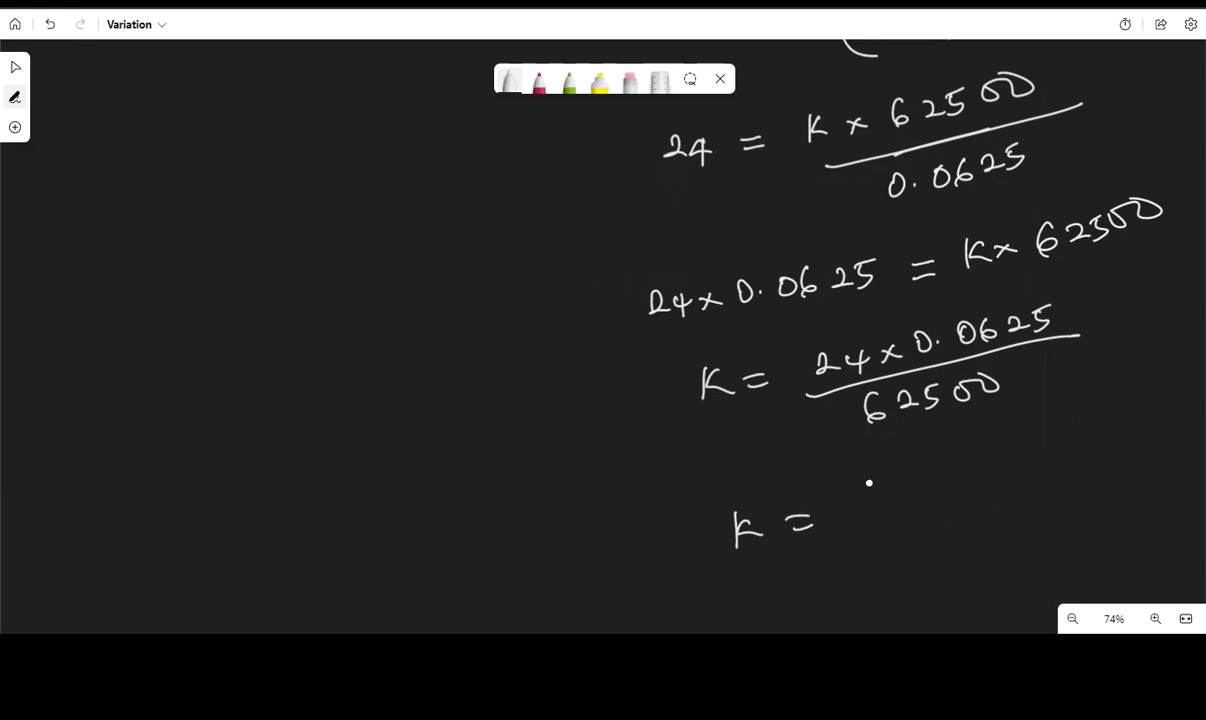 Variation
24 = K × 62500 / 0.0625
24 × 0.0625 = K × 62500
K = 24 × 0.0625 / 62500
K =
74%